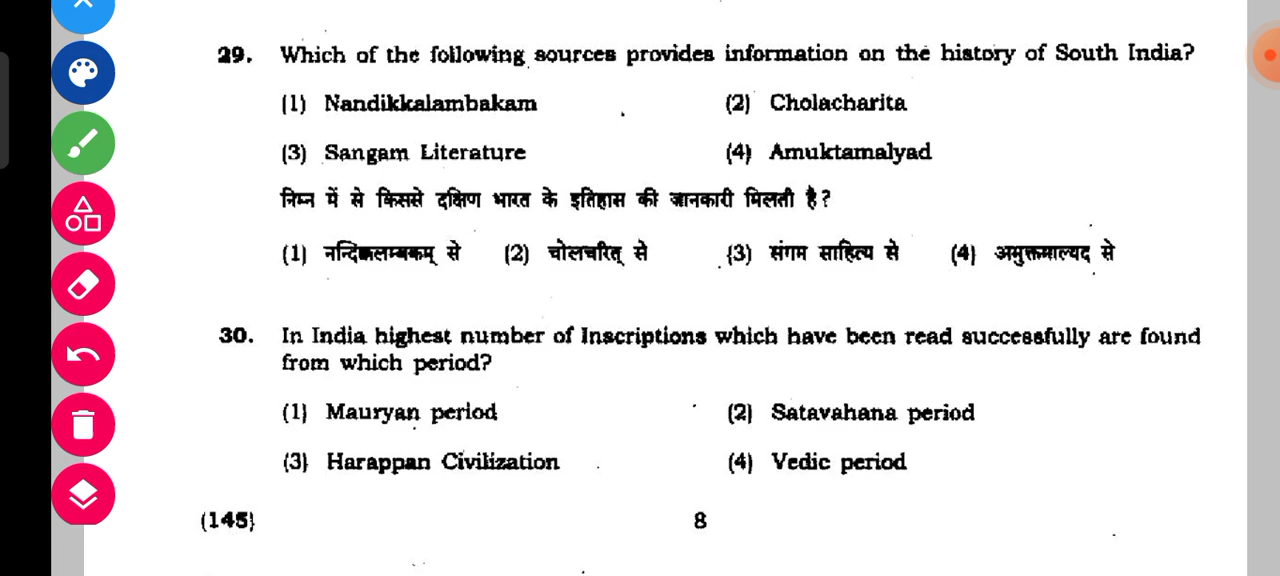 29. Which of the following sources provides information on the history of South India?
(1) Nandikkalambakam (2) Cholacharita
(3) Sangam Literature (4) Amuktamalyad
निम्न में से किससे दक्षिण भारत के इतिहास की जानकारी मिलती है?
(1) नन्दिक्कलम्बकम् से (2) चोलचरित् से (3) संगम साहित्य से (4) अमुक्तमाल्यद से
30. In India highest number of Inscriptions which have been read successfully are found
from which period?
(1) Mauryan period (2) Satavahana period
(3) Harappan Civilization (4) Vedic period
(145) 8